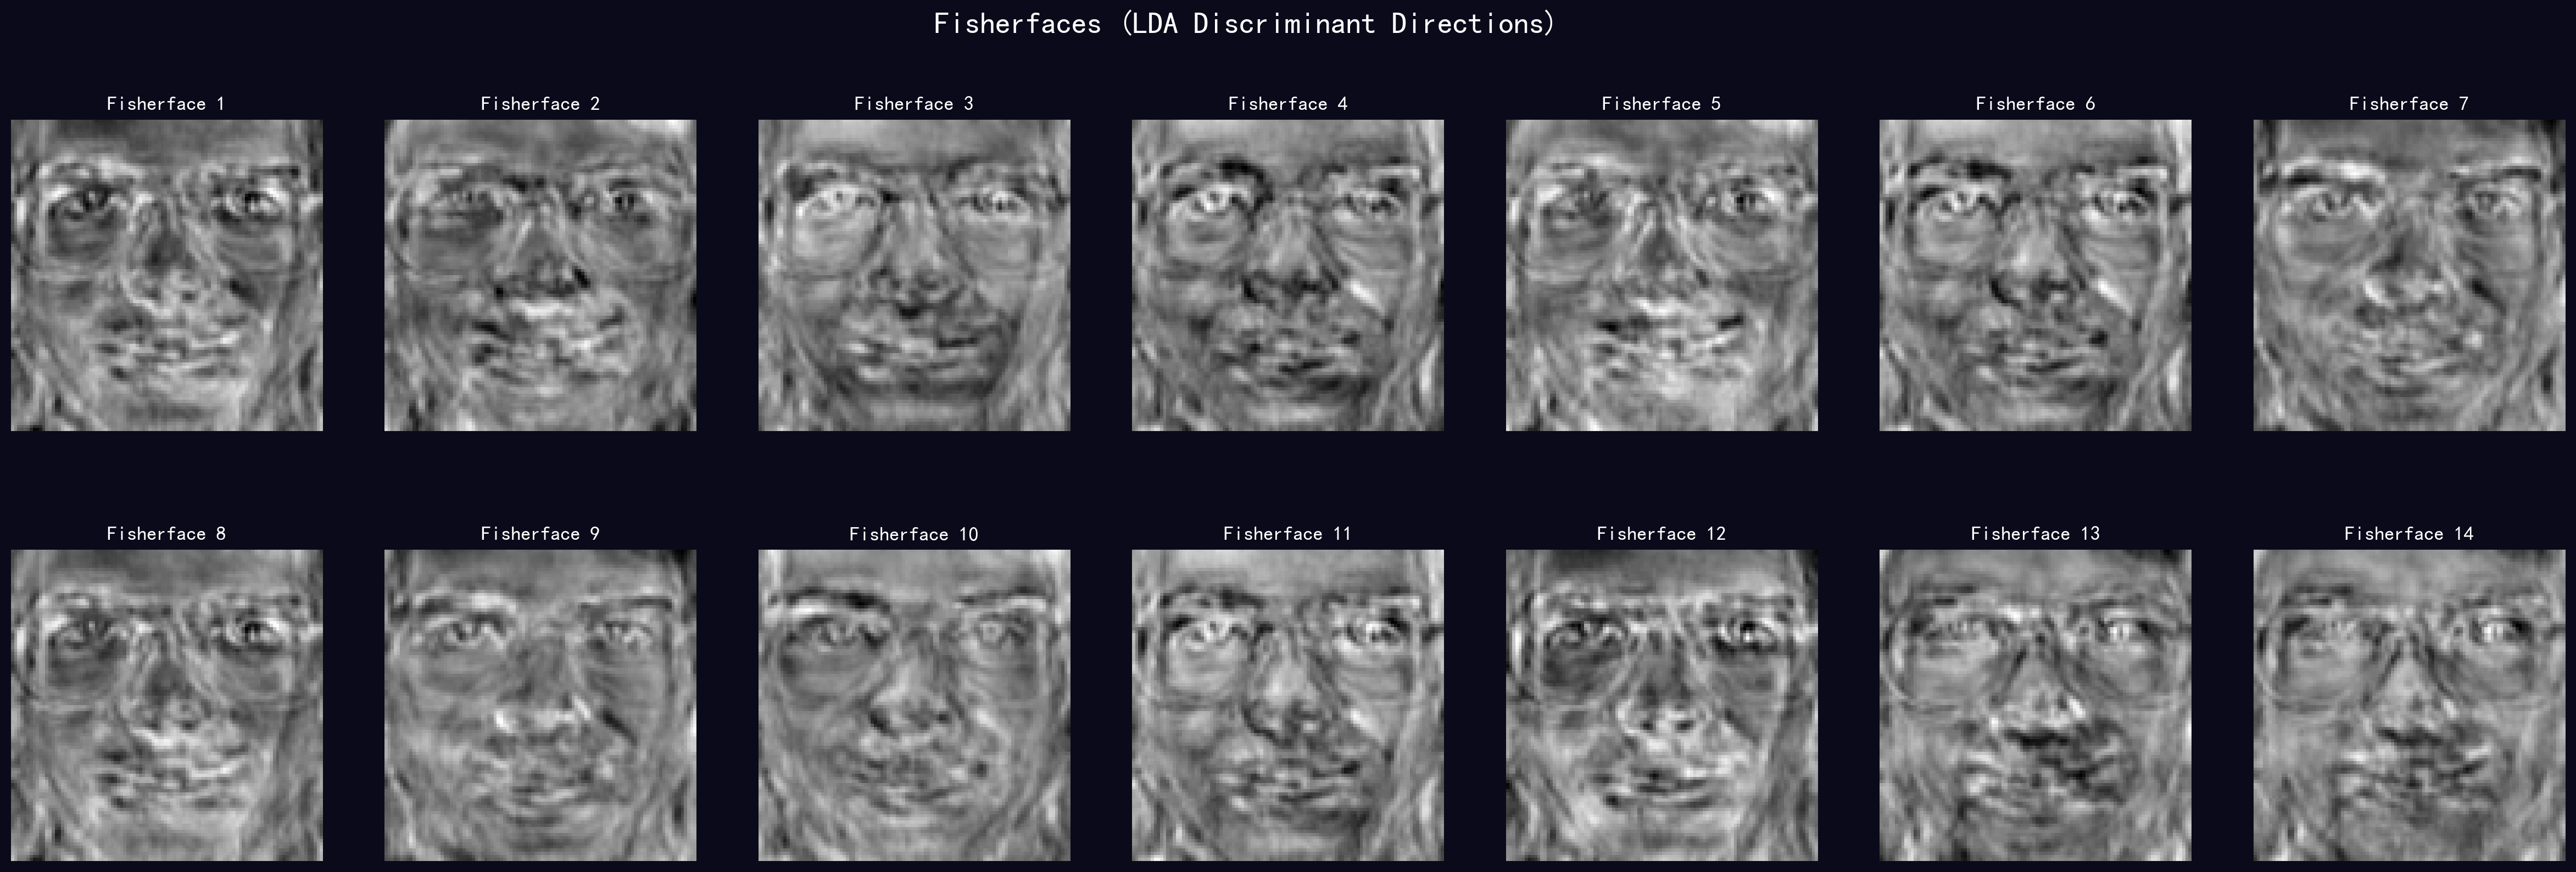 Fisherfaces (LDA Discriminant Directions)
Fisherface 1
Fisherface 2
Fisherface 3
Fisherface 4
Fisherface 5
Fisherface 6
Fisherface 7
Fisherface 8
Fisherface 9
Fisherface 10
Fisherface 11
Fisherface 12
Fisherface 13
Fisherface 14